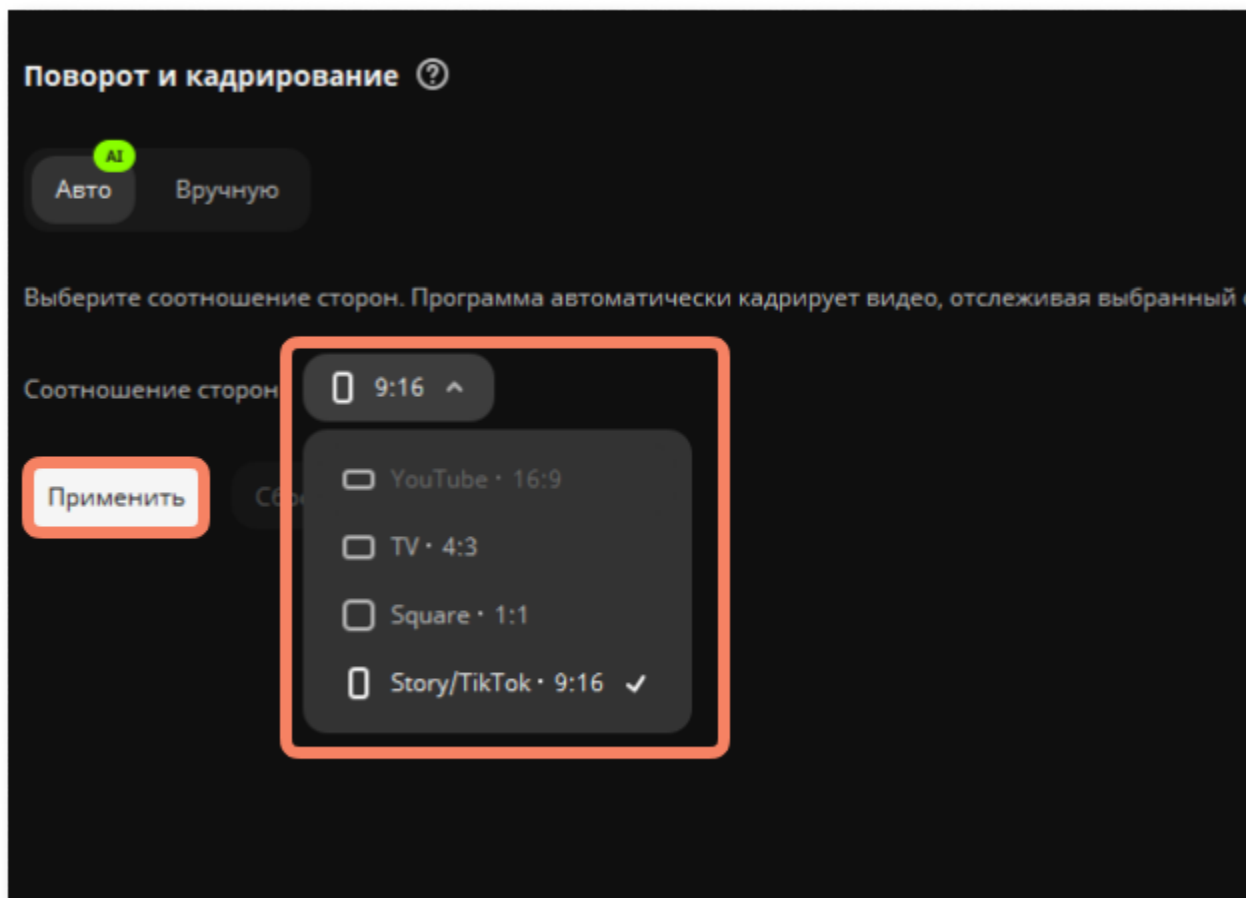 Поворот и кадрирование ?
AI
Авто Вручную
Выберите соотношение сторон. Программа автоматически кадрирует видео, отслеживая выбранный
Соотношение сторон 9:16
YouTube · 16:9
Применить
TV · 4:3
Square · 1:1
Story/TikTok · 9:16